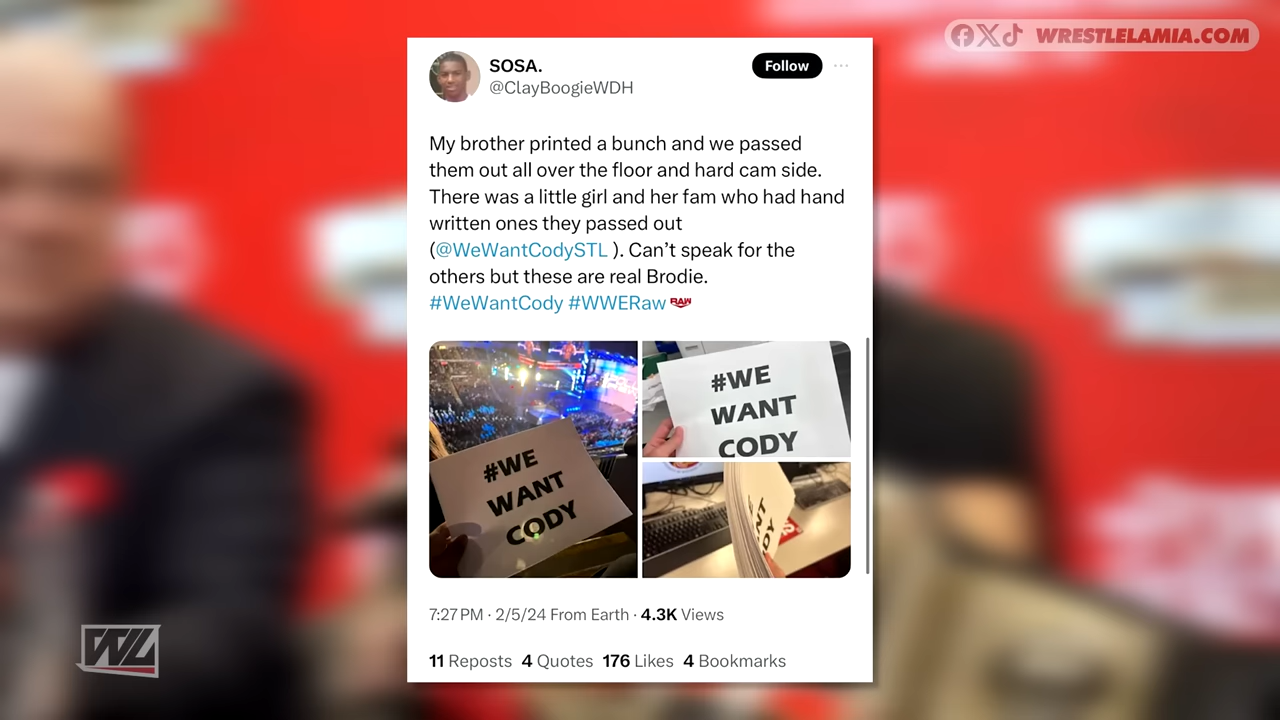 WRESTLELAMIA.COM
SOSA.
@ClayBoogieWDH
Follow
My brother printed a bunch and we passed
them out all over the floor and hard cam side.
There was a little girl and her fam who had hand
written ones they passed out
(@WeWantCodySTL ). Can’t speak for the
others but these are real Brodie.
#WeWantCody #WWERaw RAW
#WE
WANT
CODY
#WE
WANT
CODY
7:27 PM · 2/5/24 From Earth · 4.3K Views
11 Reposts 4 Quotes 176 Likes 4 Bookmarks
WL